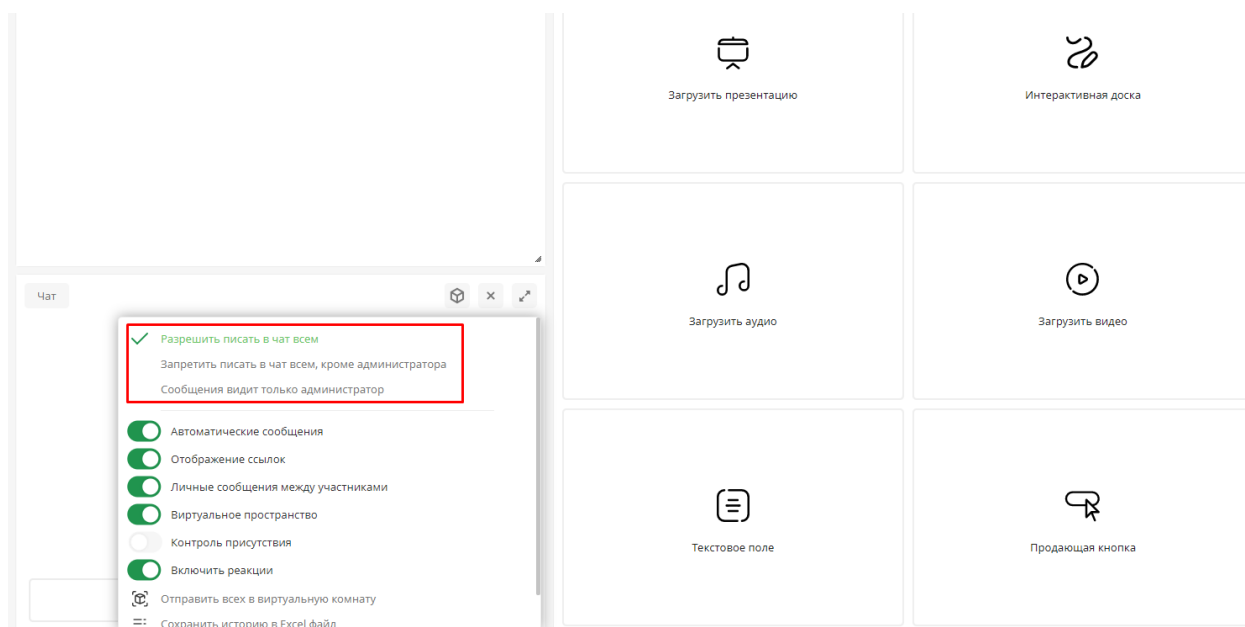 Загрузить презентацию
Интерактивная доска
Загрузить аудио
Загрузить видео
Текстовое поле
Продающая кнопка
Чат
Разрешить писать в чат всем
Запретить писать в чат всем, кроме администратора
Сообщения видит только администратор
Автоматические сообщения
Отображение ссылок
Личные сообщения между участниками
Виртуальное пространство
Контроль присутствия
Включить реакции
Отправить всех в виртуальную комнату
Сохранить историю в Excel файл